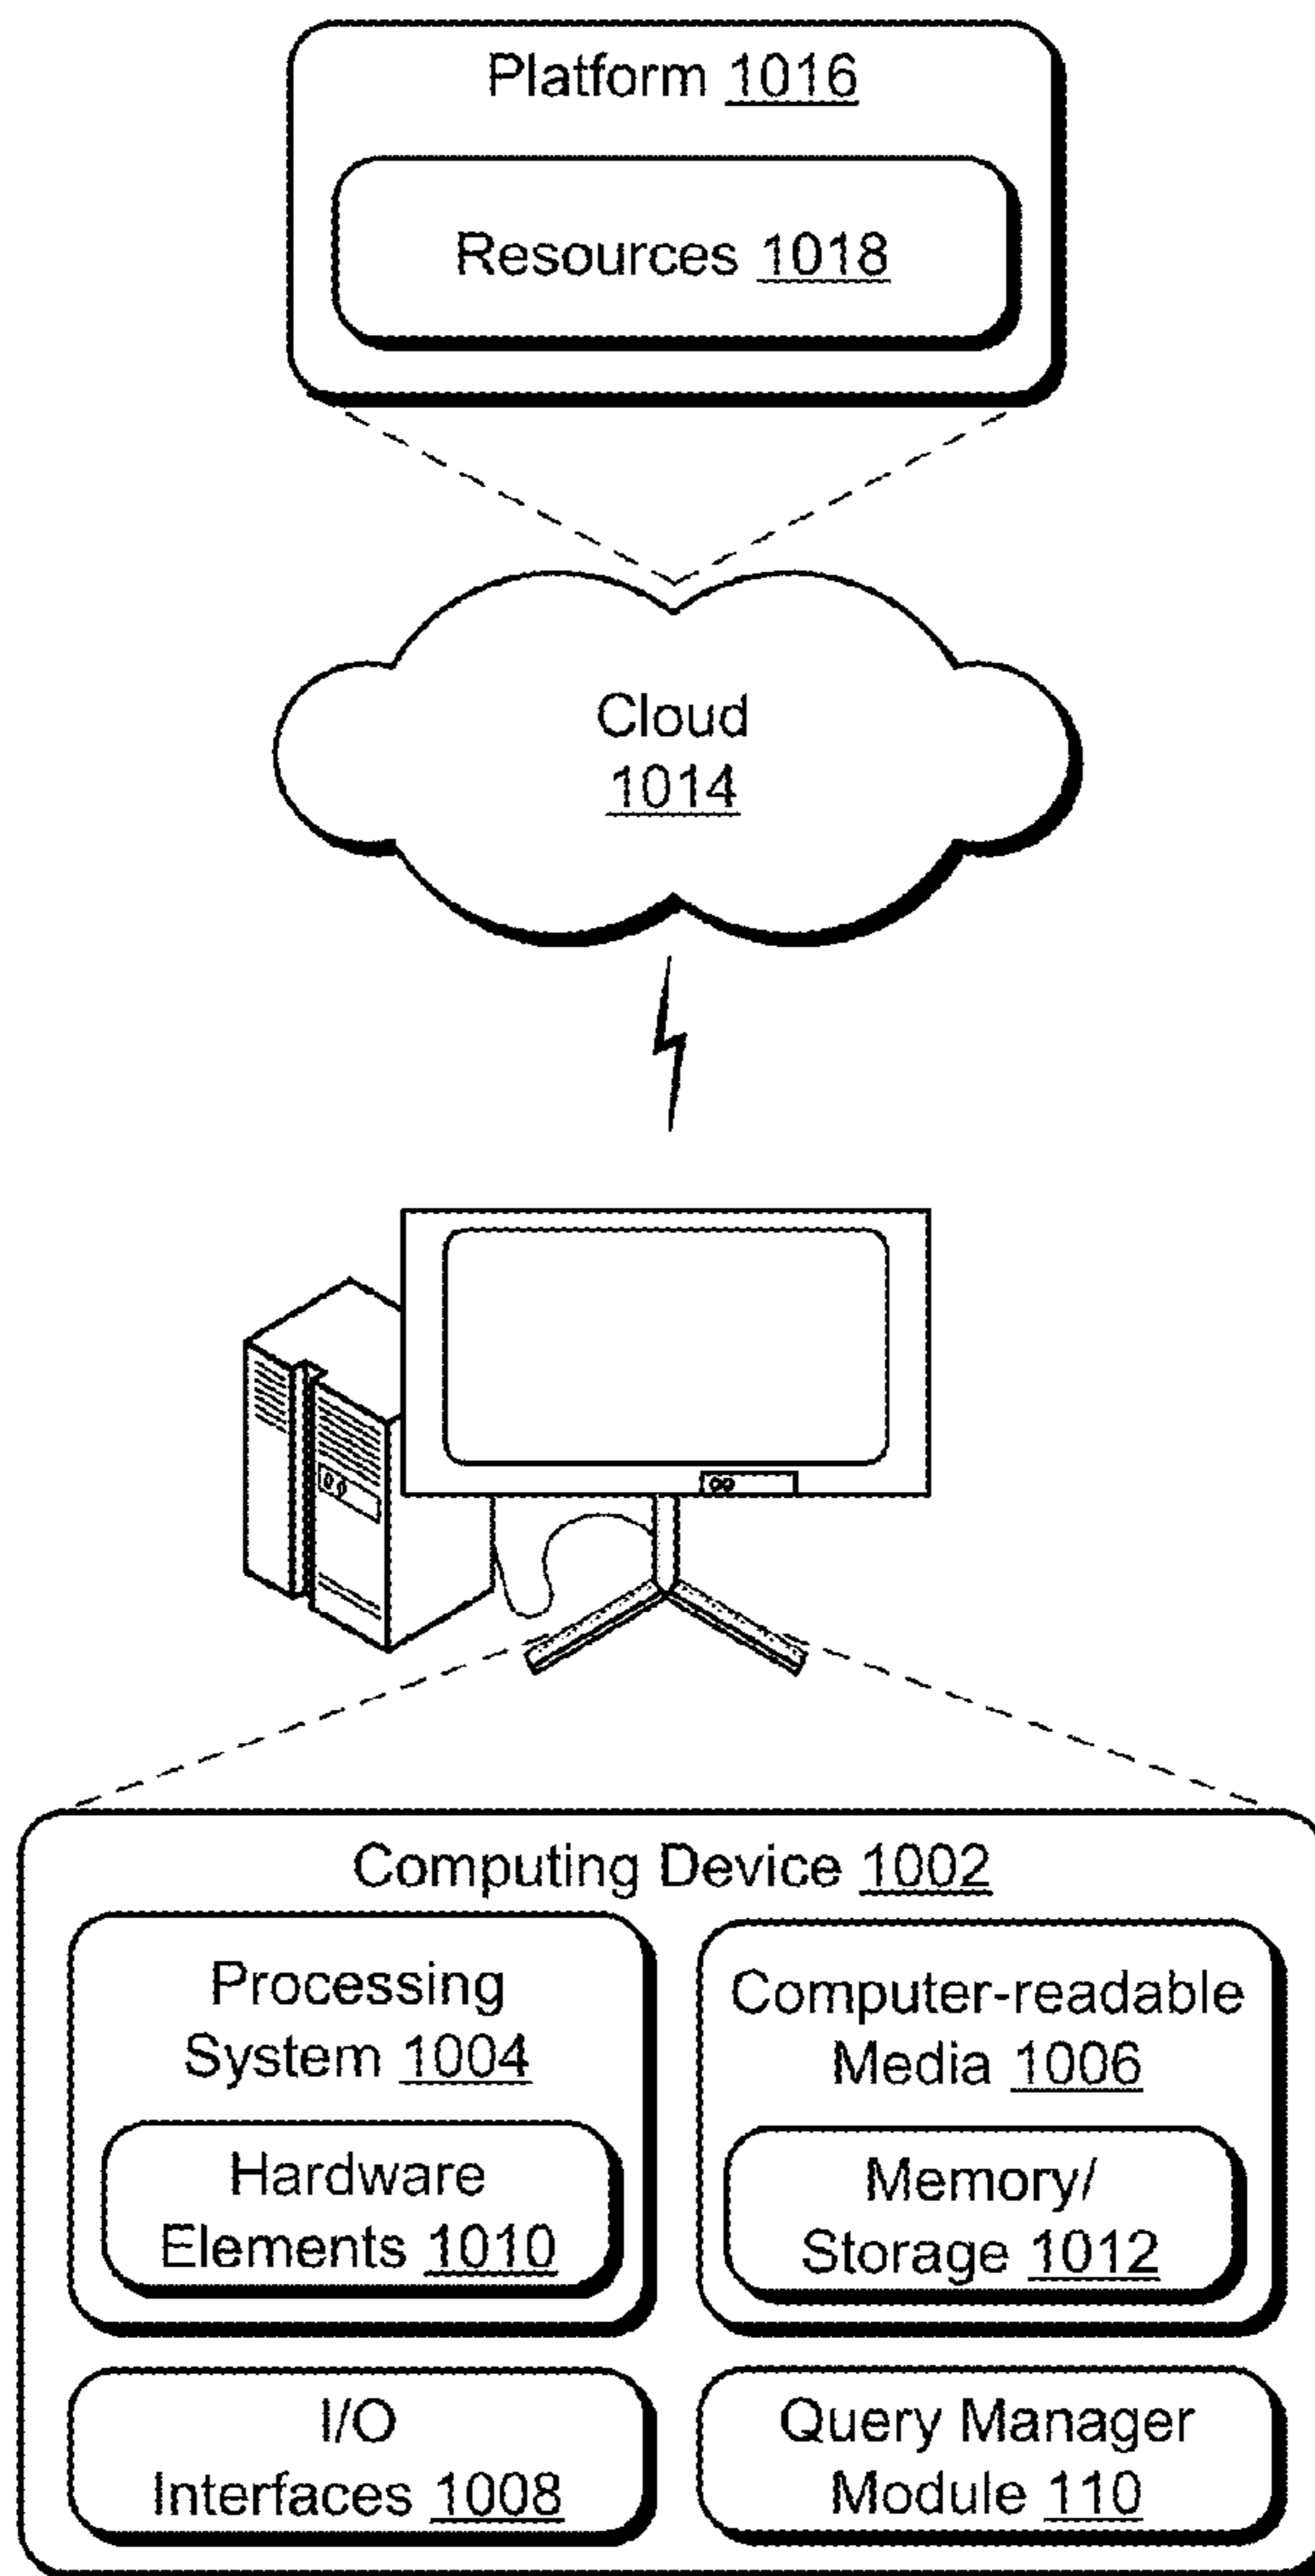 Platform 1016
Resources 1018
Cloud
1014
Computing Device 1002
Processing
System 1004
Hardware
Elements 1010
Computer-readable
Media 1006
Memory/
Storage 1012
I/O
Interfaces 1008
Query Manager
Module 110